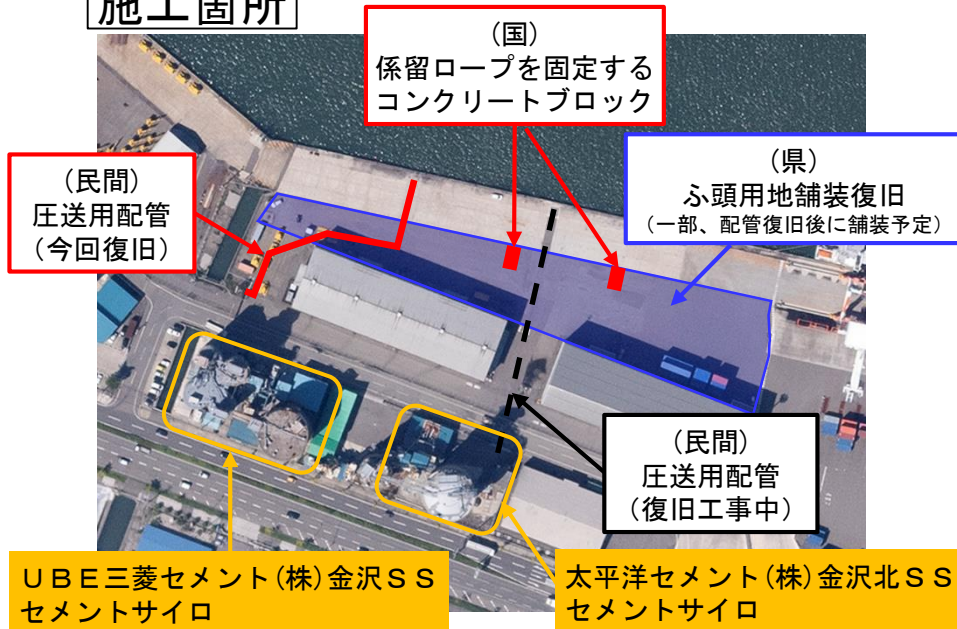 施工箇所
（国）
係留ロープを固定する
コンクリートブロック
（県）
ふ頭用地舗装復旧
（一部、配管復旧後に舗装予定）
（民間）
圧送用配管
（今回復旧）
（民間）
圧送用配管
（復旧工事中）
ＵＢＥ三菱セメント(株)金沢ＳＳ
セメントサイロ
太平洋セメント(株)金沢北ＳＳ
セメントサイロ